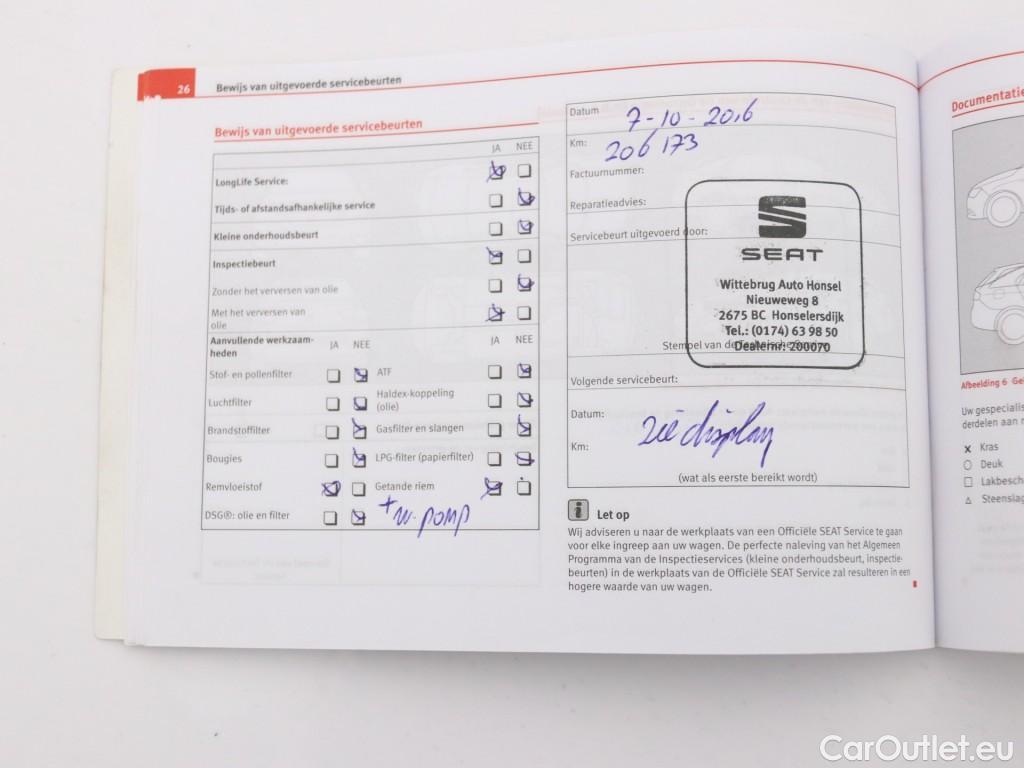 26 Bewijs van uitgevoerde servicebeurten
Bewijs van uitgevoerde servicebeurten
JA NEE
LongLife Service:
Tijds- of afstandsafhankelijke service
Kleine onderhoudsbeurt
Inspectiebeurt
Zonder het verversen van olie
Met het verversen van
olie
Aanvullende werkzaam-
heden
JA NEE
JA NEE
Stof- en pollenfilter
ATF
Luchtfilter
Haldex-koppeling
(olie)
Brandstoffilter
Gasfilter en slangen
Bougies
LPG-filter (papierfilter)
Remvloeistof
Getande riem
DSG®: olie en filter
+ w. pomp
Datum
7-10-2016
Km:
206 173
Factuurnummer:
Reparatieadvies:
Servicebeurt uitgevoerd door:
SEAT
Wittebrug Auto Honsel
Nieuweweg 8
2675 BC Honselersdijk
Tel.: (0174) 63 98 50
Dealernr: 200070
Stempel van de Technische Service
Volgende servicebeurt:
Datum:
Km:
zie display
(wat als eerste bereikt wordt)
i Let op
Wij adviseren u naar de werkplaats van een Officiële SEAT Service te gaan
voor elke ingreep aan uw wagen. De perfecte naleving van het Algemeen
Programma van de Inspectieservices (kleine onderhoudsbeurt, inspectie-
beurten) in de werkplaats van de Officiële SEAT Service zal resulteren in een
hogere waarde van uw wagen.
Documentatie
Afbeelding 6 Ge
Uw gespecialis
derdelen aan
x Kras
○ Deuk
□ Lakbesch
△ Steenslag
CarOutlet.eu